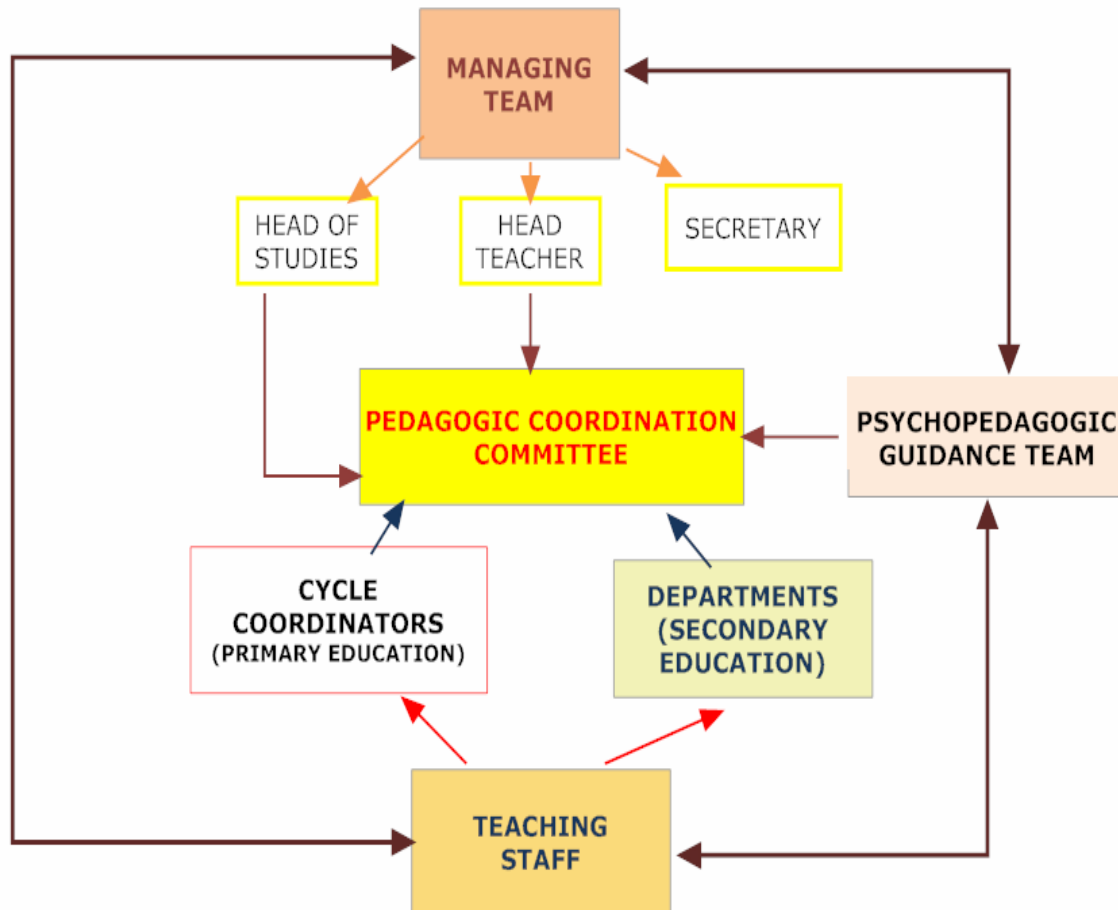 MANAGING
TEAM
HEAD OF
STUDIES
HEAD
TEACHER
SECRETARY
PEDAGOGIC COORDINATION
COMMITTEE
PSYCHOPEDAGOGIC
GUIDANCE TEAM
CYCLE
COORDINATORS
(PRIMARY EDUCATION)
DEPARTMENTS
(SECONDARY
EDUCATION)
TEACHING
STAFF